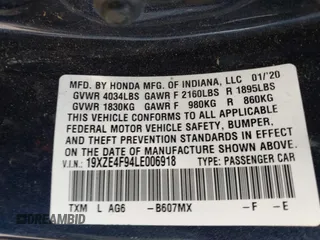 MFD. BY HONDA MFG. OF INDIANA, LLC 01/'20
GVWR 4034LBS GAWR F 2160LBS R 1895LBS
GVWR 1830KG GAWR F 980KG R 860KG
THIS VEHICLE CONFORMS TO ALL APPLICABLE
FEDERAL MOTOR VEHICLE SAFETY, BUMPER,
AND THEFT PREVENTION STANDARDS IN EFFECT
ON THE DATE OF MANUFACTURE SHOWN ABOVE.
V.I.N.: 19XZE4F94LE006918 TYPE: PASSENGER CAR
TXM L AG6 -B607MX -F -E
DREAMBID